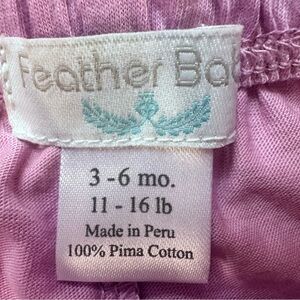 Feather Bab
3 - 6 mo.
11 - 16 lb
Made in Peru
100% Pima Cotton